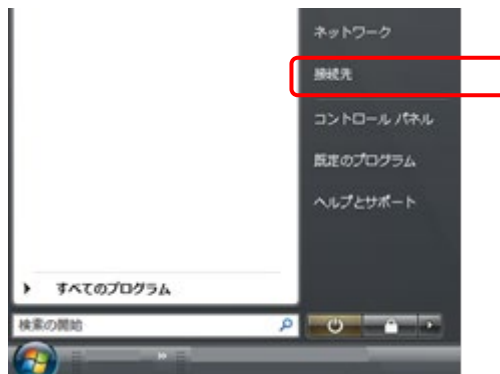 ネットワーク
接続先
コントロール パネル
既定のプログラム
ヘルプとサポート
すべてのプログラム
検索の開始